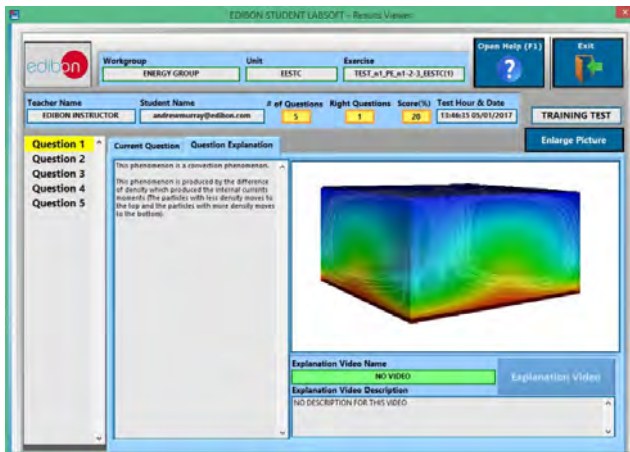 EDIBON STUDENT LABSOFT - Results Viewer
edibon
Workgroup Unit Exercise
ENERGY GROUP EESTC TEST_n1_PE_n1-2-3_EESTC(1)
Open Help (F1) Exit
?
Teacher Name Student Name # of Questions Right Questions Score(%) Test Hour & Date
EDIBON INSTRUCTOR andrewmurray@edibon.com 5 1 20 13:46:35 05/01/2017 TRAINING TEST
Enlarge Picture
Question 1
Question 2
Question 3
Question 4
Question 5
Current Question Question Explanation
This phenomenon is a convertion phenomenon.
This phenomenon is produced by the difference
of density which produced the internal currents
moments (The particles with less density moves to
the top and the particles with more density moves
to the bottom).
Explanation Video Name
NO VIDEO
Explanation Video
Explanation Video Description
NO DESCRIPTION FOR THIS VIDEO